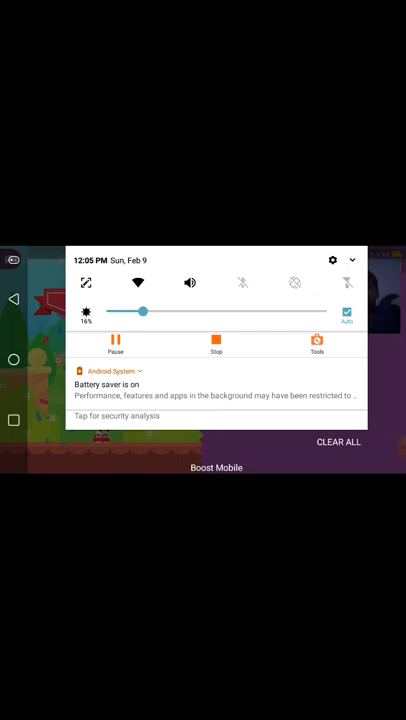 12:05 PM Sun, Feb 9
16%
Auto
Pause Stop Tools
Android System
Battery saver is on
Performance, features and apps in the background may have been restricted to ..
Tap for security analysis
CLEAR ALL
Boost Mobile